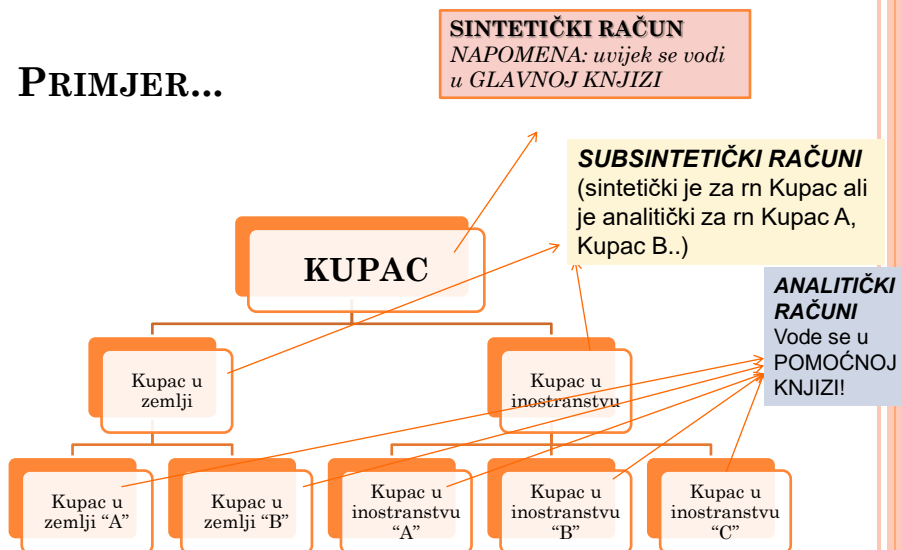 PRIMJER...
SINTETIČKI RAČUN
NAPOMENA: uvijek se vodi
u GLAVNOJ KNJIZI
SUBSINTETIČKI RAČUNI
(sintetički je za rn Kupac ali
je analitički za rn Kupac A,
Kupac B..)
ANALITIČKI
RAČUNI
Vode se u
POMOĆNOJ
KNJIZI!
KUPAC
Kupac u
zemlji
Kupac u
inostranstvu
Kupac u
zemlji “A”
Kupac u
zemlji “B”
Kupac u
inostranstvu
“A”
Kupac u
inostranstvu
“B”
Kupac u
inostranstvu
“C”